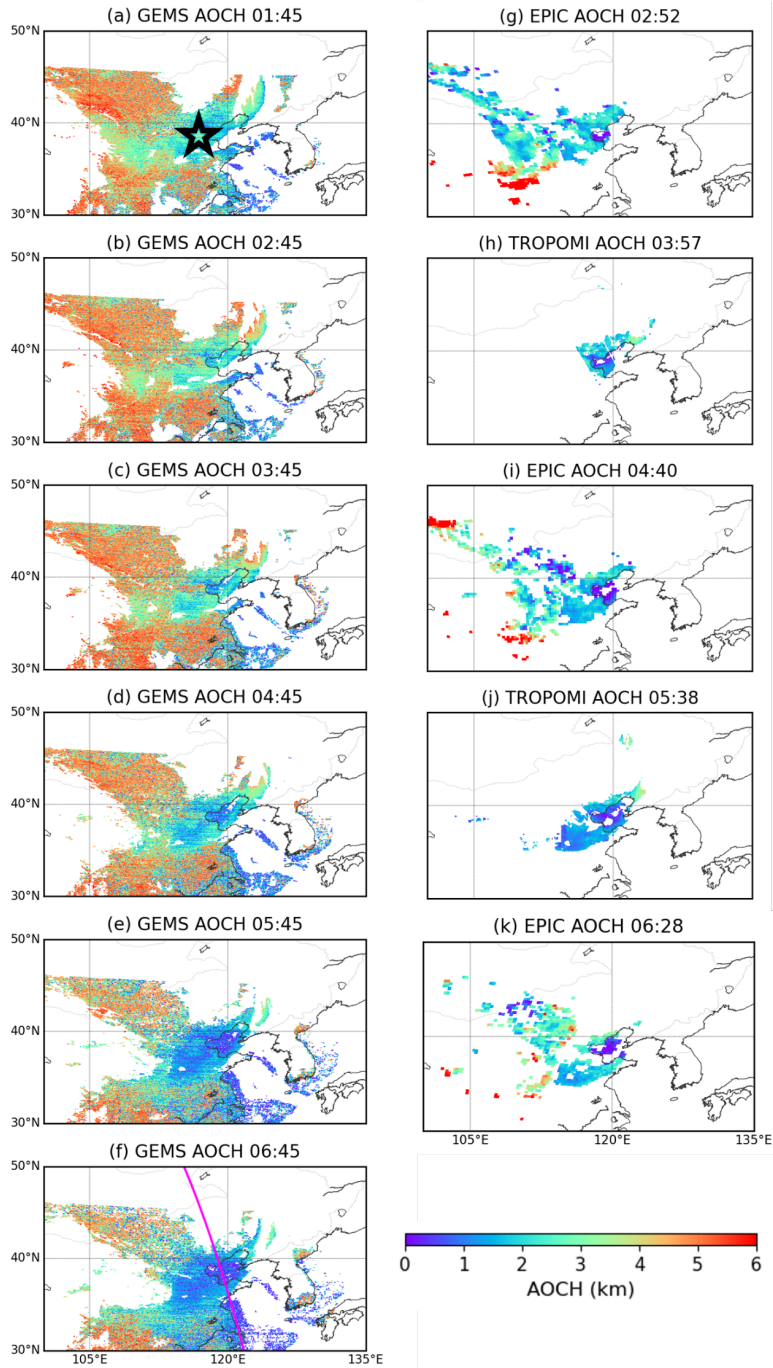 (a) GEMS AOCH 01:45
50°N
40°N
30°N
(b) GEMS AOCH 02:45
50°N
40°N
30°N
(c) GEMS AOCH 03:45
50°N
40°N
30°N
(d) GEMS AOCH 04:45
50°N
40°N
30°N
(e) GEMS AOCH 05:45
50°N
40°N
30°N
(f) GEMS AOCH 06:45
50°N
40°N
30°N
105°E 120°E 135°E
(g) EPIC AOCH 02:52
(h) TROPOMI AOCH 03:57
(i) EPIC AOCH 04:40
(j) TROPOMI AOCH 05:38
(k) EPIC AOCH 06:28
105°E 120°E 135°E
0 1 2 3 4 5 6
AOCH (km)